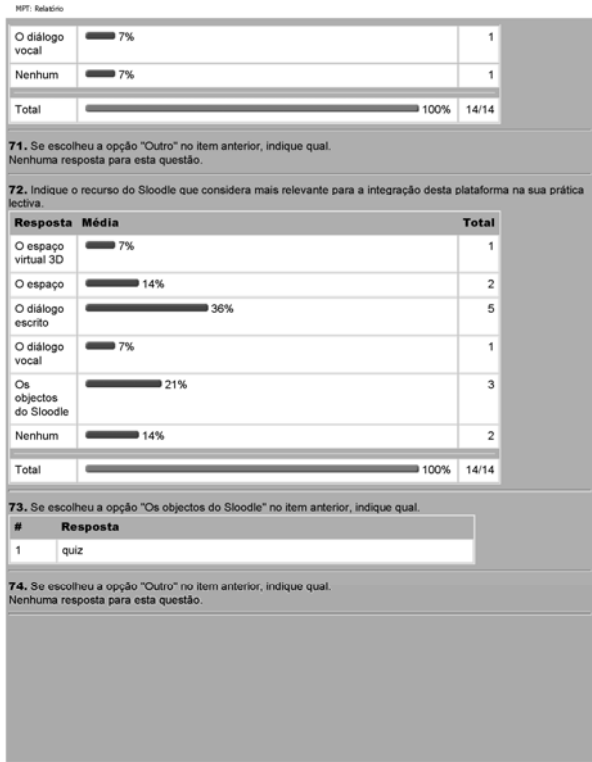 MPT: Relatório
O diálogo
vocal
7%
1
Nenhum
7%
1
Total
100%
14/14
71. Se escolheu a opção "Outro" no item anterior, indique qual.
Nenhuma resposta para esta questão.
72. Indique o recurso do Sloodle que considera mais relevante para a integração desta plataforma na sua prática
lectiva.
Resposta Média Total
O espaço
virtual 3D
7%
1
O espaço
14%
2
O diálogo
escrito
36%
5
O diálogo
vocal
7%
1
Os
objectos
do Sloodle
21%
3
Nenhum
14%
2
Total
100%
14/14
73. Se escolheu a opção "Os objectos do Sloodle" no item anterior, indique qual.
# Resposta
1 quiz
74. Se escolheu a opção "Outro" no item anterior, indique qual.
Nenhuma resposta para esta questão.